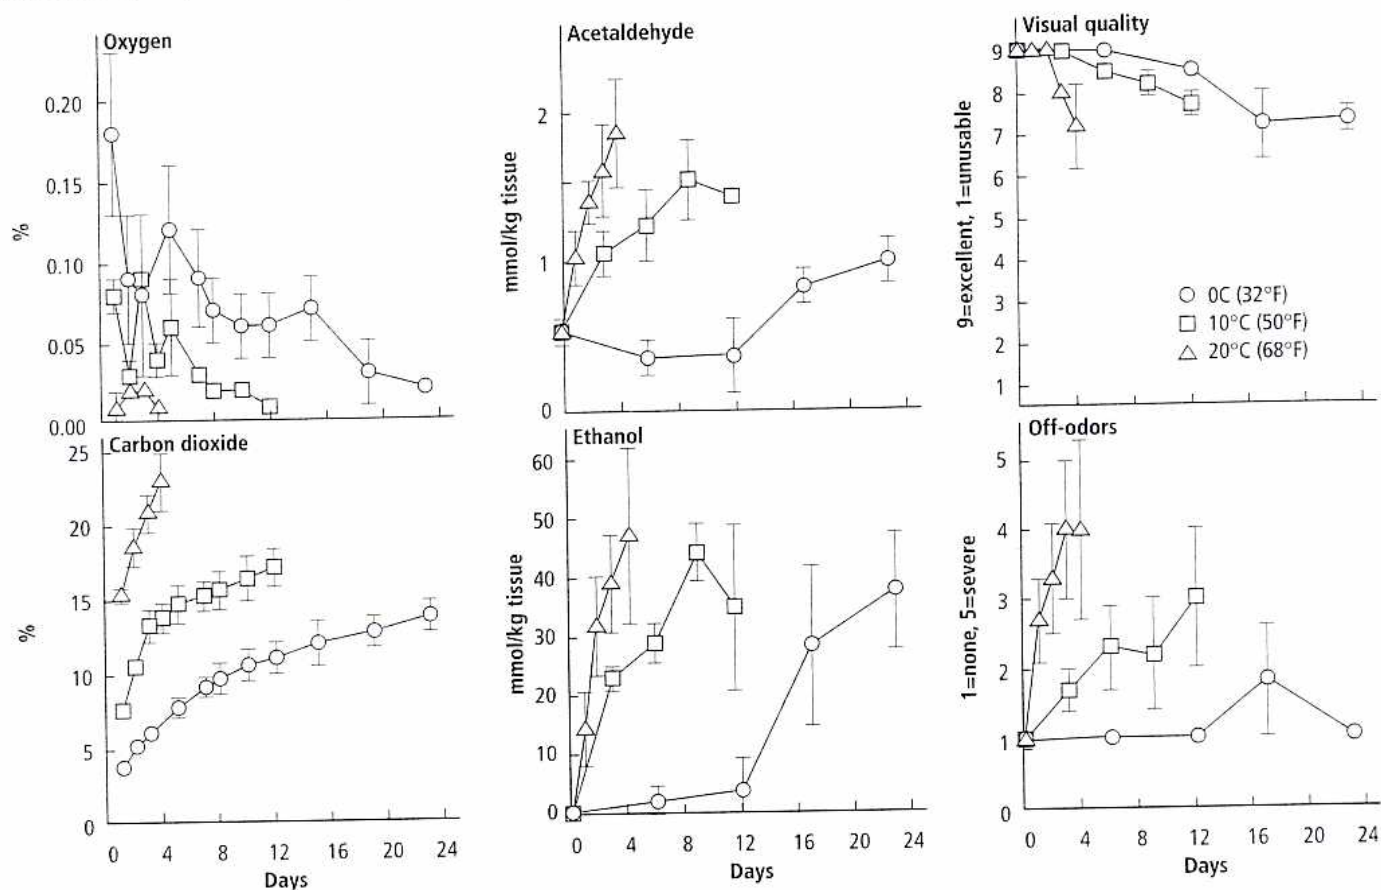 Oxygen
0.20
0.15
0.10
0.05
0.00
%
Acetaldehyde
2
1
0
mmol/kg tissue
Visual quality
9
8
7
6
5
4
3
2
1
9=excellent, 1=unusable
0C (32°F)
10°C (50°F)
20°C (68°F)
Carbon dioxide
25
20
15
10
5
0
%
0 4 8 12 16 20 24
Days
Ethanol
60
50
40
30
20
10
0
mmol/kg tissue
0 4 8 12 16 20 24
Days
Off-odors
5
4
3
2
1
0
1=none, 5=severe
0 4 8 12 16 20 24
Days